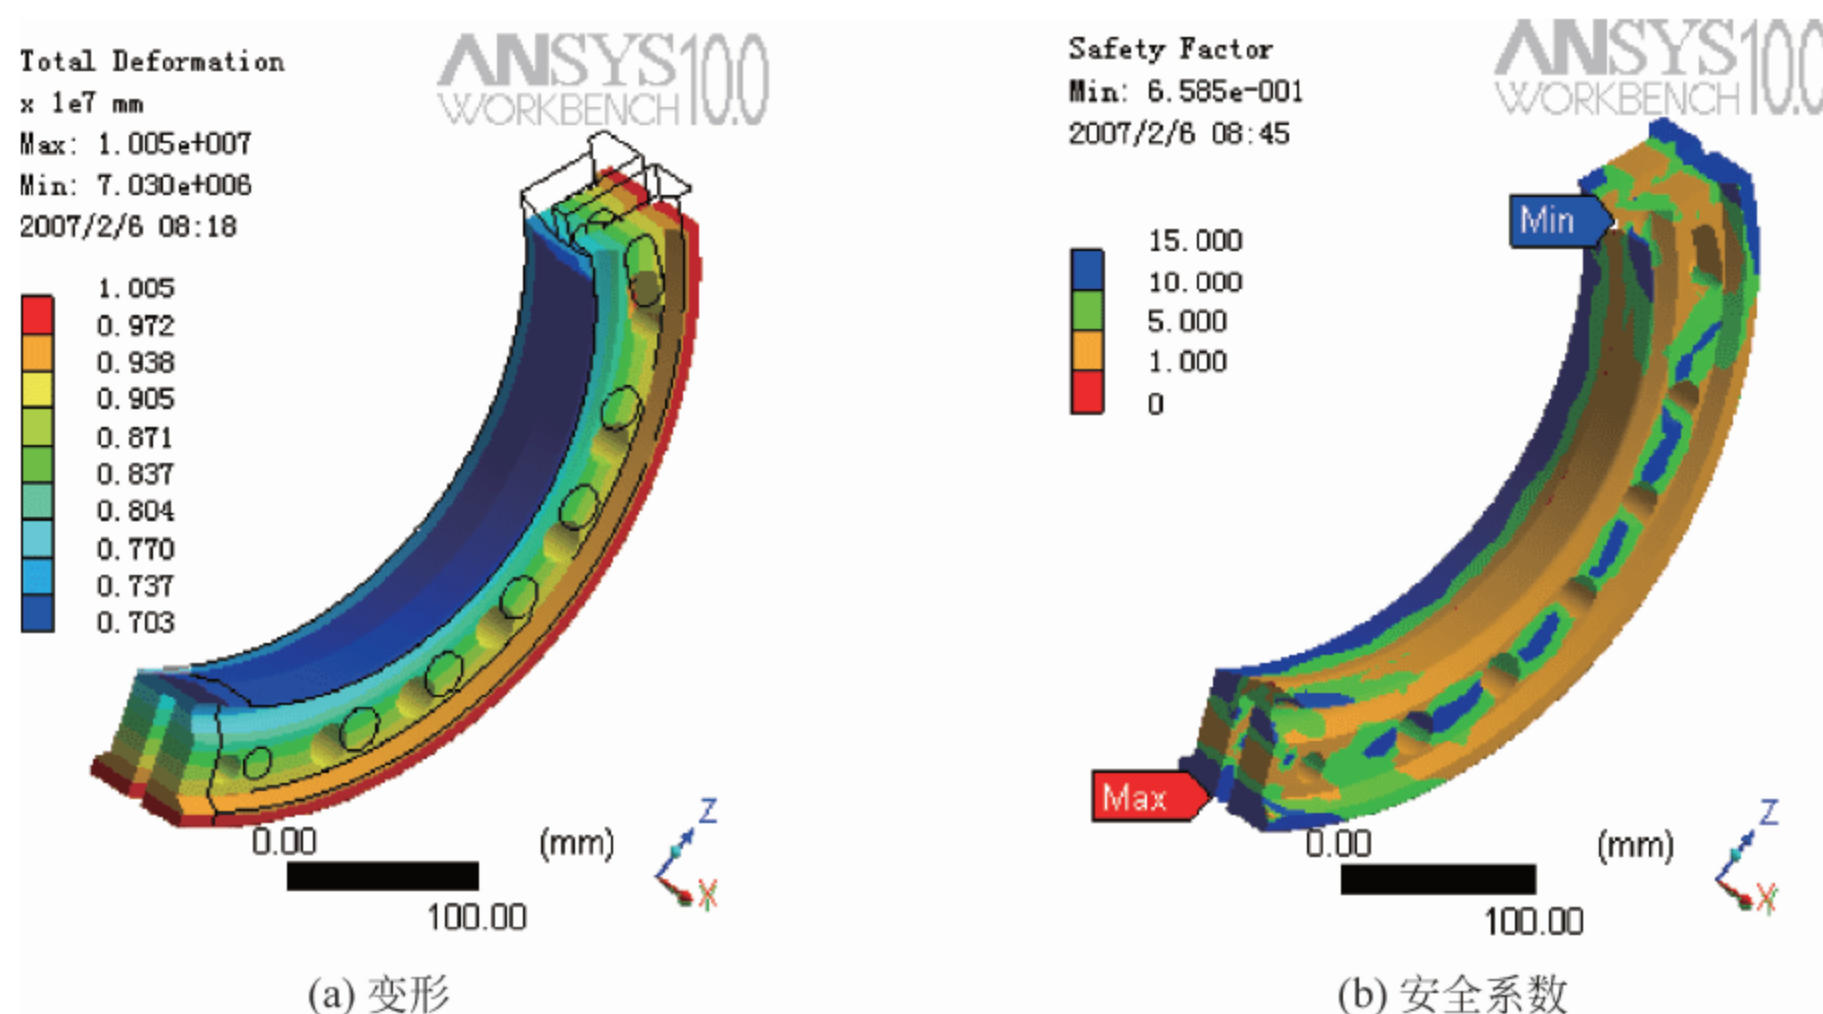 Total Deformation
x 1e7 mm
Max: 1.005e+007
Min: 7.030e+006
2007/2/6 08:18
ANSYS 10.0
WORKBENCH
1.005
0.972
0.938
0.905
0.871
0.837
0.804
0.770
0.737
0.703
0.00
(mm)
100.00
Z
X
(a) 变形
Safety Factor
Min: 6.585e-001
2007/2/6 08:45
ANSYS 10.0
WORKBENCH
15.000
10.000
5.000
1.000
0
Min
Max
0.00
(mm)
100.00
Z
X
(b) 安全系数